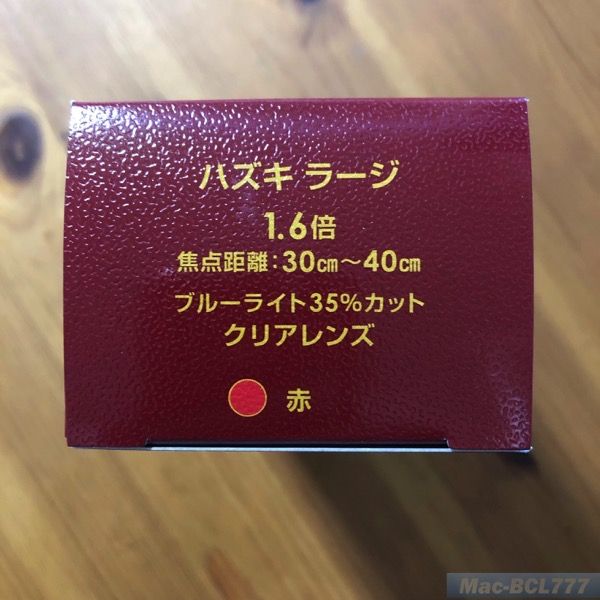 ハズキ ラージ
1.6倍
焦点距離：30㎝～40㎝
ブルーライト35%カット
クリアレンズ
赤
Mac-BCL777